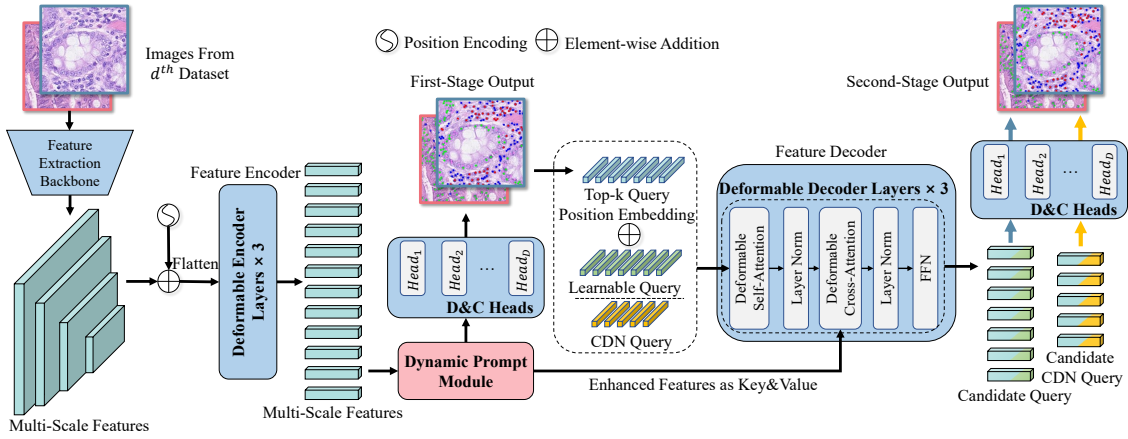 Images From
dth Dataset
Feature
Extraction
Backbone
Multi-Scale Features
Position Encoding
Element-wise Addition
Flatten
Feature Encoder
Deformable Encoder
Layers × 3
Multi-Scale Features
First-Stage Output
Head1
Head2
...
HeadD
D&C Heads
Dynamic Prompt
Module
Top-k Query
Position Embedding
Learnable Query
CDN Query
Enhanced Features as Key&Value
Feature Decoder
Deformable Decoder Layers × 3
Deformable
Self-Attention
Layer Norm
Deformable
Cross-Attention
Layer Norm
FFN
Second-Stage Output
Head1
Head2
...
HeadD
D&C Heads
Candidate
CDN Query
Candidate Query